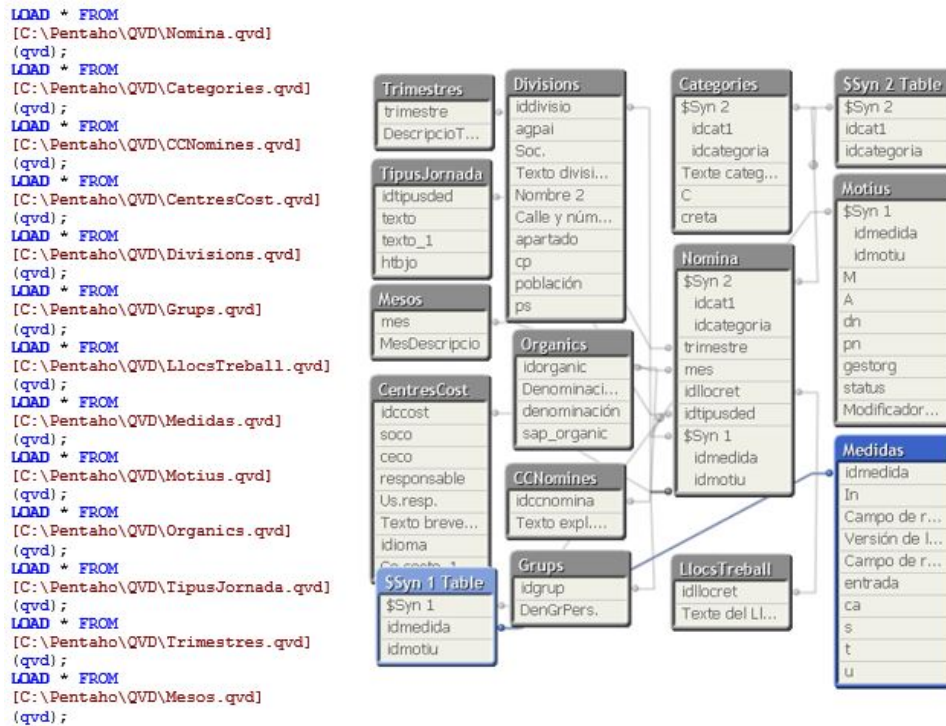 LOAD * FROM
[C:\Pentaho\QVD\Nomina.qvd]
(qvd);
LOAD * FROM
[C:\Pentaho\QVD\Categories.qvd]
(qvd);
LOAD * FROM
[C:\Pentaho\QVD\CCNomines.qvd]
(qvd);
LOAD * FROM
[C:\Pentaho\QVD\CentresCost.qvd]
(qvd);
LOAD * FROM
[C:\Pentaho\QVD\Divisions.qvd]
(qvd);
LOAD * FROM
[C:\Pentaho\QVD\Grups.qvd]
(qvd);
LOAD * FROM
[C:\Pentaho\QVD\LlocsTreball.qvd]
(qvd);
LOAD * FROM
[C:\Pentaho\QVD\Medidas.qvd]
(qvd);
LOAD * FROM
[C:\Pentaho\QVD\Motius.qvd]
(qvd);
LOAD * FROM
[C:\Pentaho\QVD\Organics.qvd]
(qvd);
LOAD * FROM
[C:\Pentaho\QVD\TipusJornada.qvd]
(qvd);
LOAD * FROM
[C:\Pentaho\QVD\Trimestres.qvd]
(qvd);
LOAD * FROM
[C:\Pentaho\QVD\Mesos.qvd]
(qvd);
Trimestres
trimestre
DescripcioT...
TipusJornada
idtipusded
texto
texto_1
htbjo
Mesos
mes
MesDescripcio
CentresCost
idccost
soco
ceco
responsable
Us.resp.
Texto breve...
idioma
$Syn 1 Table
$Syn 1
idmedida
idmotiu
Divisions
iddivisio
agpai
Soc.
Texto divisi...
Nombre 2
Calle y núm...
apartado
cp
población
ps
Organics
idorganic
Denominaci...
denominación
sap_organic
CCNomines
idccnomina
Texto expl....
Grups
idgrup
DenGrPers.
Categories
$Syn 2
idcat1
idcategoria
Texte categ...
C
creta
Nomina
$Syn 2
idcat1
idcategoria
trimestre
mes
idllocret
idtipusded
$Syn 1
idmedida
idmotiu
LlocsTreball
idllocret
Texte del Ll...
$Syn 2 Table
$Syn 2
idcat1
idcategoria
Motius
$Syn 1
idmedida
idmotiu
M
A
dn
pn
gestorg
status
Modificador...
Medidas
idmedida
In
Campo de r...
Versión de l...
Campo de r...
entrada
ca
s
t
u